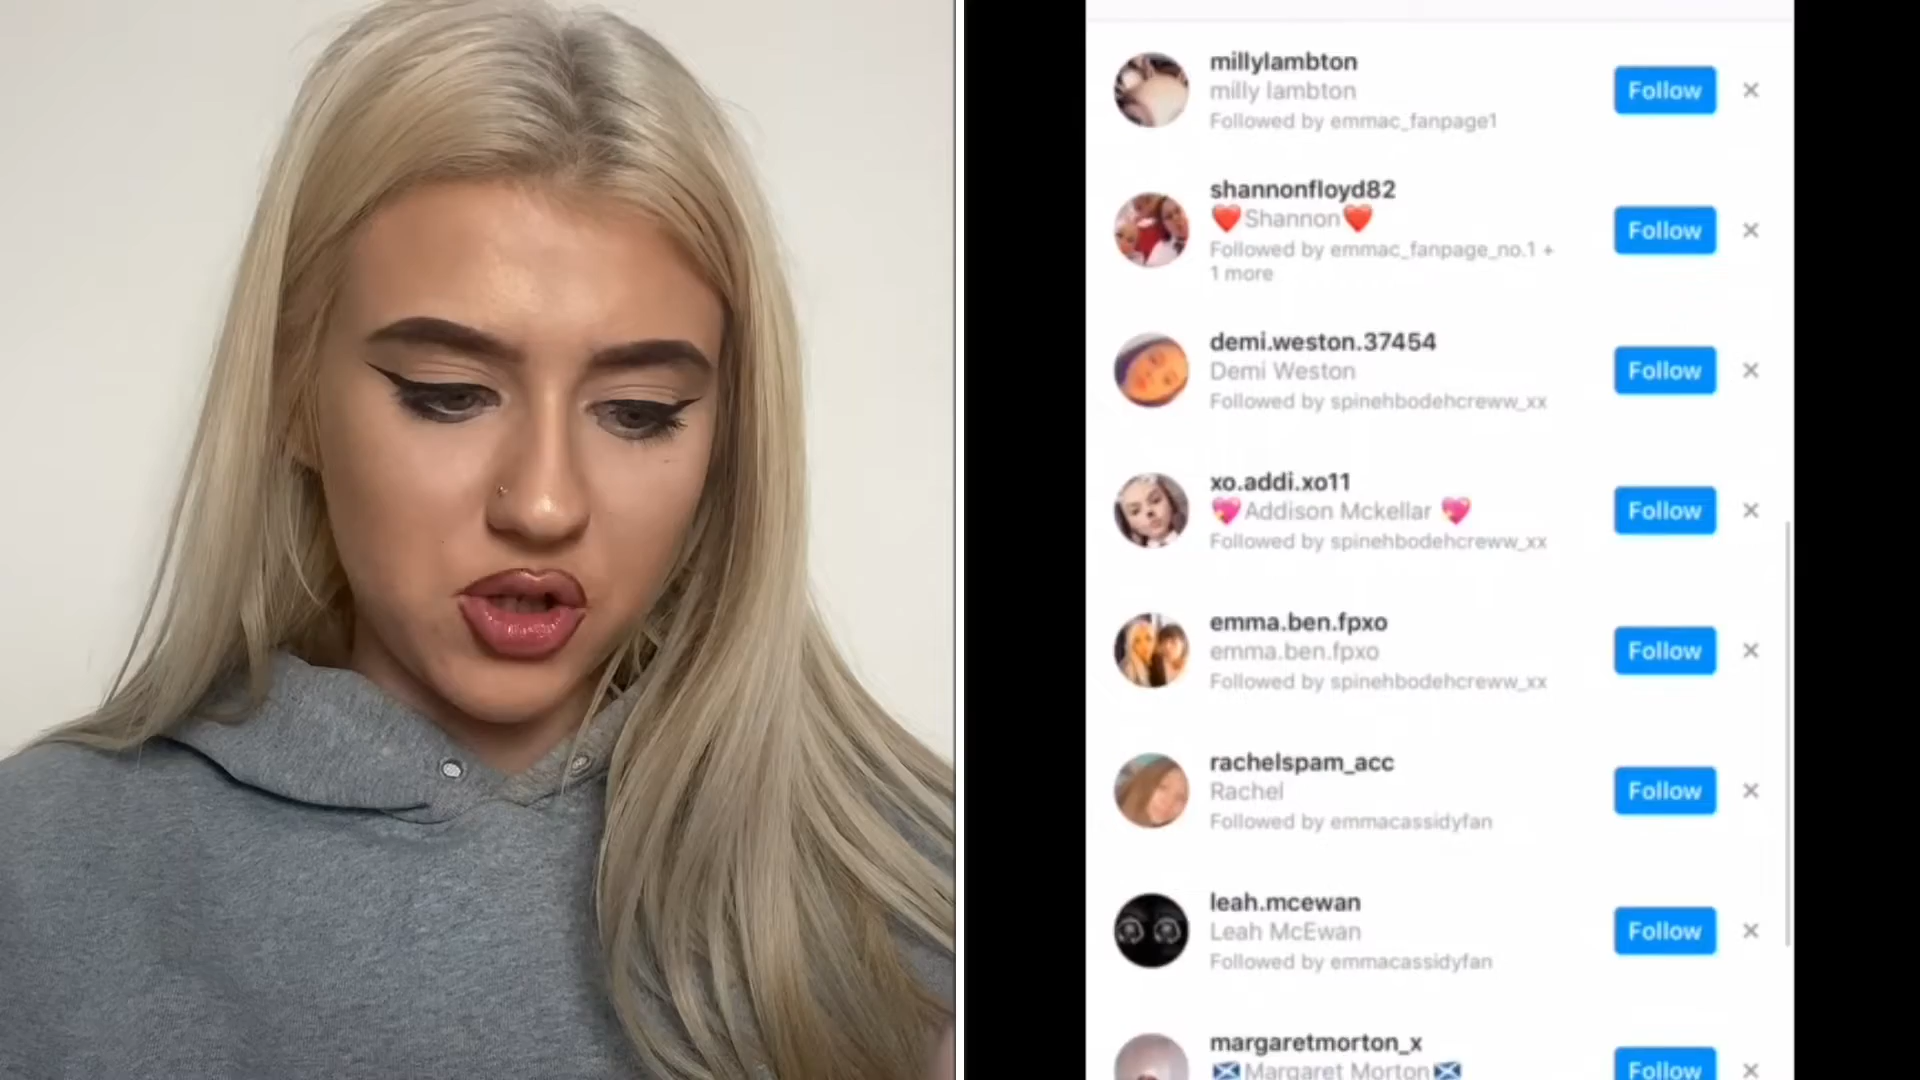 millylambton
milly lambton
Followed by emmac_fanpage1
Follow
shannonfloyd82
❤️Shannon❤️
Followed by emmac_fanpage_no.1 +
1 more
Follow
demi.weston.37454
Demi Weston
Followed by spinehbodehcreww_xx
Follow
xo.addi.xo11
💖Addison Mckellar 💖
Followed by spinehbodehcreww_xx
Follow
emma.ben.fpxo
emma.ben.fpxo
Followed by spinehbodehcreww_xx
Follow
rachelspam_acc
Rachel
Followed by emmacassidyfan
Follow
leah.mcewan
Leah McEwan
Followed by emmacassidyfan
Follow
margaretmorton_x
🏴󠁧󠁢󠁳󠁣󠁴󠁿Margaret Morton🏴󠁧󠁢󠁳󠁣󠁴󠁿
Follow